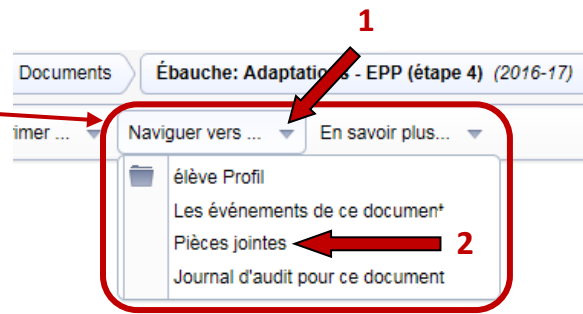 1
Documents Ébauche: Adaptations - EPP (étape 4) (2016-17)
rimer ... Naviguer vers ... En savoir plus...
élève Profil
Les événements de ce document
Pièces jointes 2
Journal d'audit pour ce document